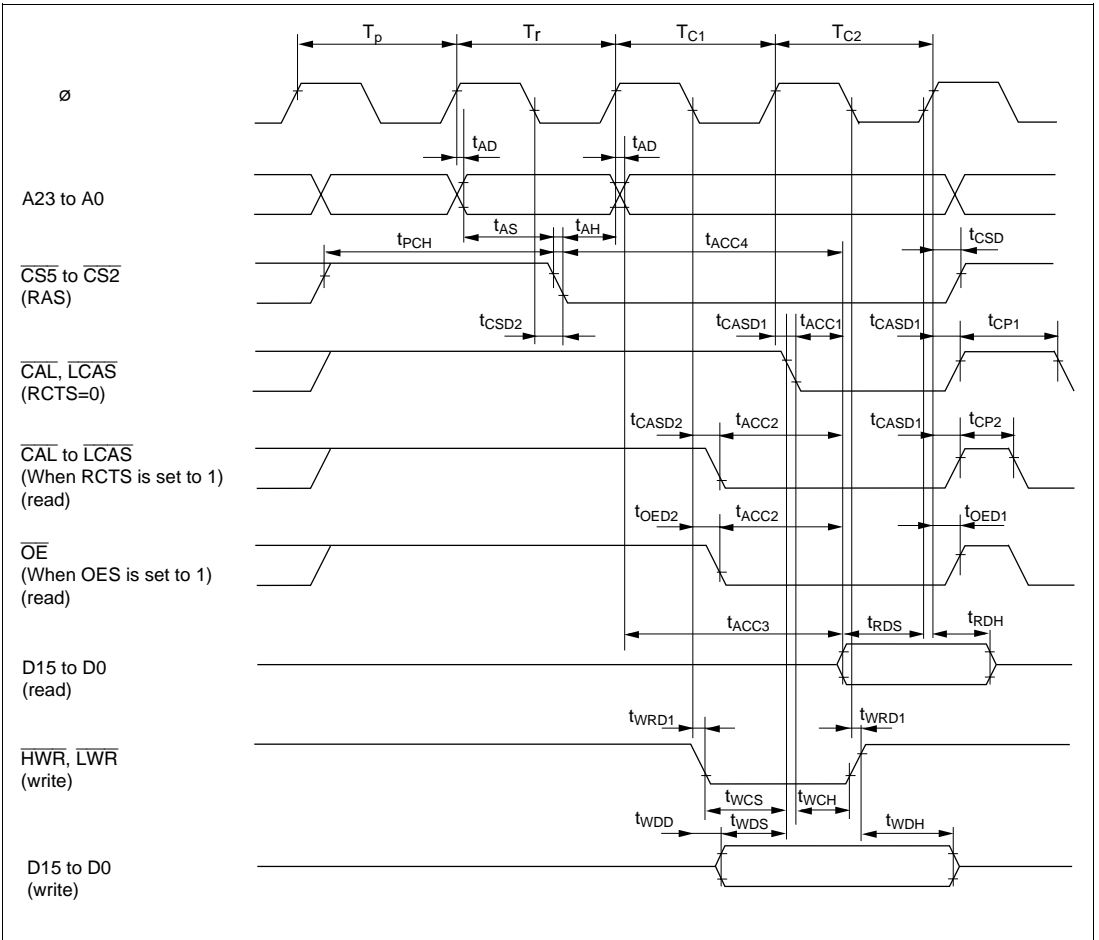 Tp Tr TC1 TC2
ø
tAD tAD
A23 to A0
tAS tAH
tPCH tACC4 tCSD
CS5 to CS2
(RAS)
tCSD2 tCASD1 tACC1 tCASD1 tCP1
CAL, LCAS
(RCTS=0)
tCASD2 tACC2 tCASD1 tCP2
CAL to LCAS
(When RCTS is set to 1)
(read)
tOED2 tACC2 tOED1
OE
(When OES is set to 1)
(read)
tACC3 tRDS tRDH
D15 to D0
(read)
tWRD1 tWRD1
HWR, LWR
(write)
tWCS tWCH
tWDD tWDS tWDH
D15 to D0
(write)